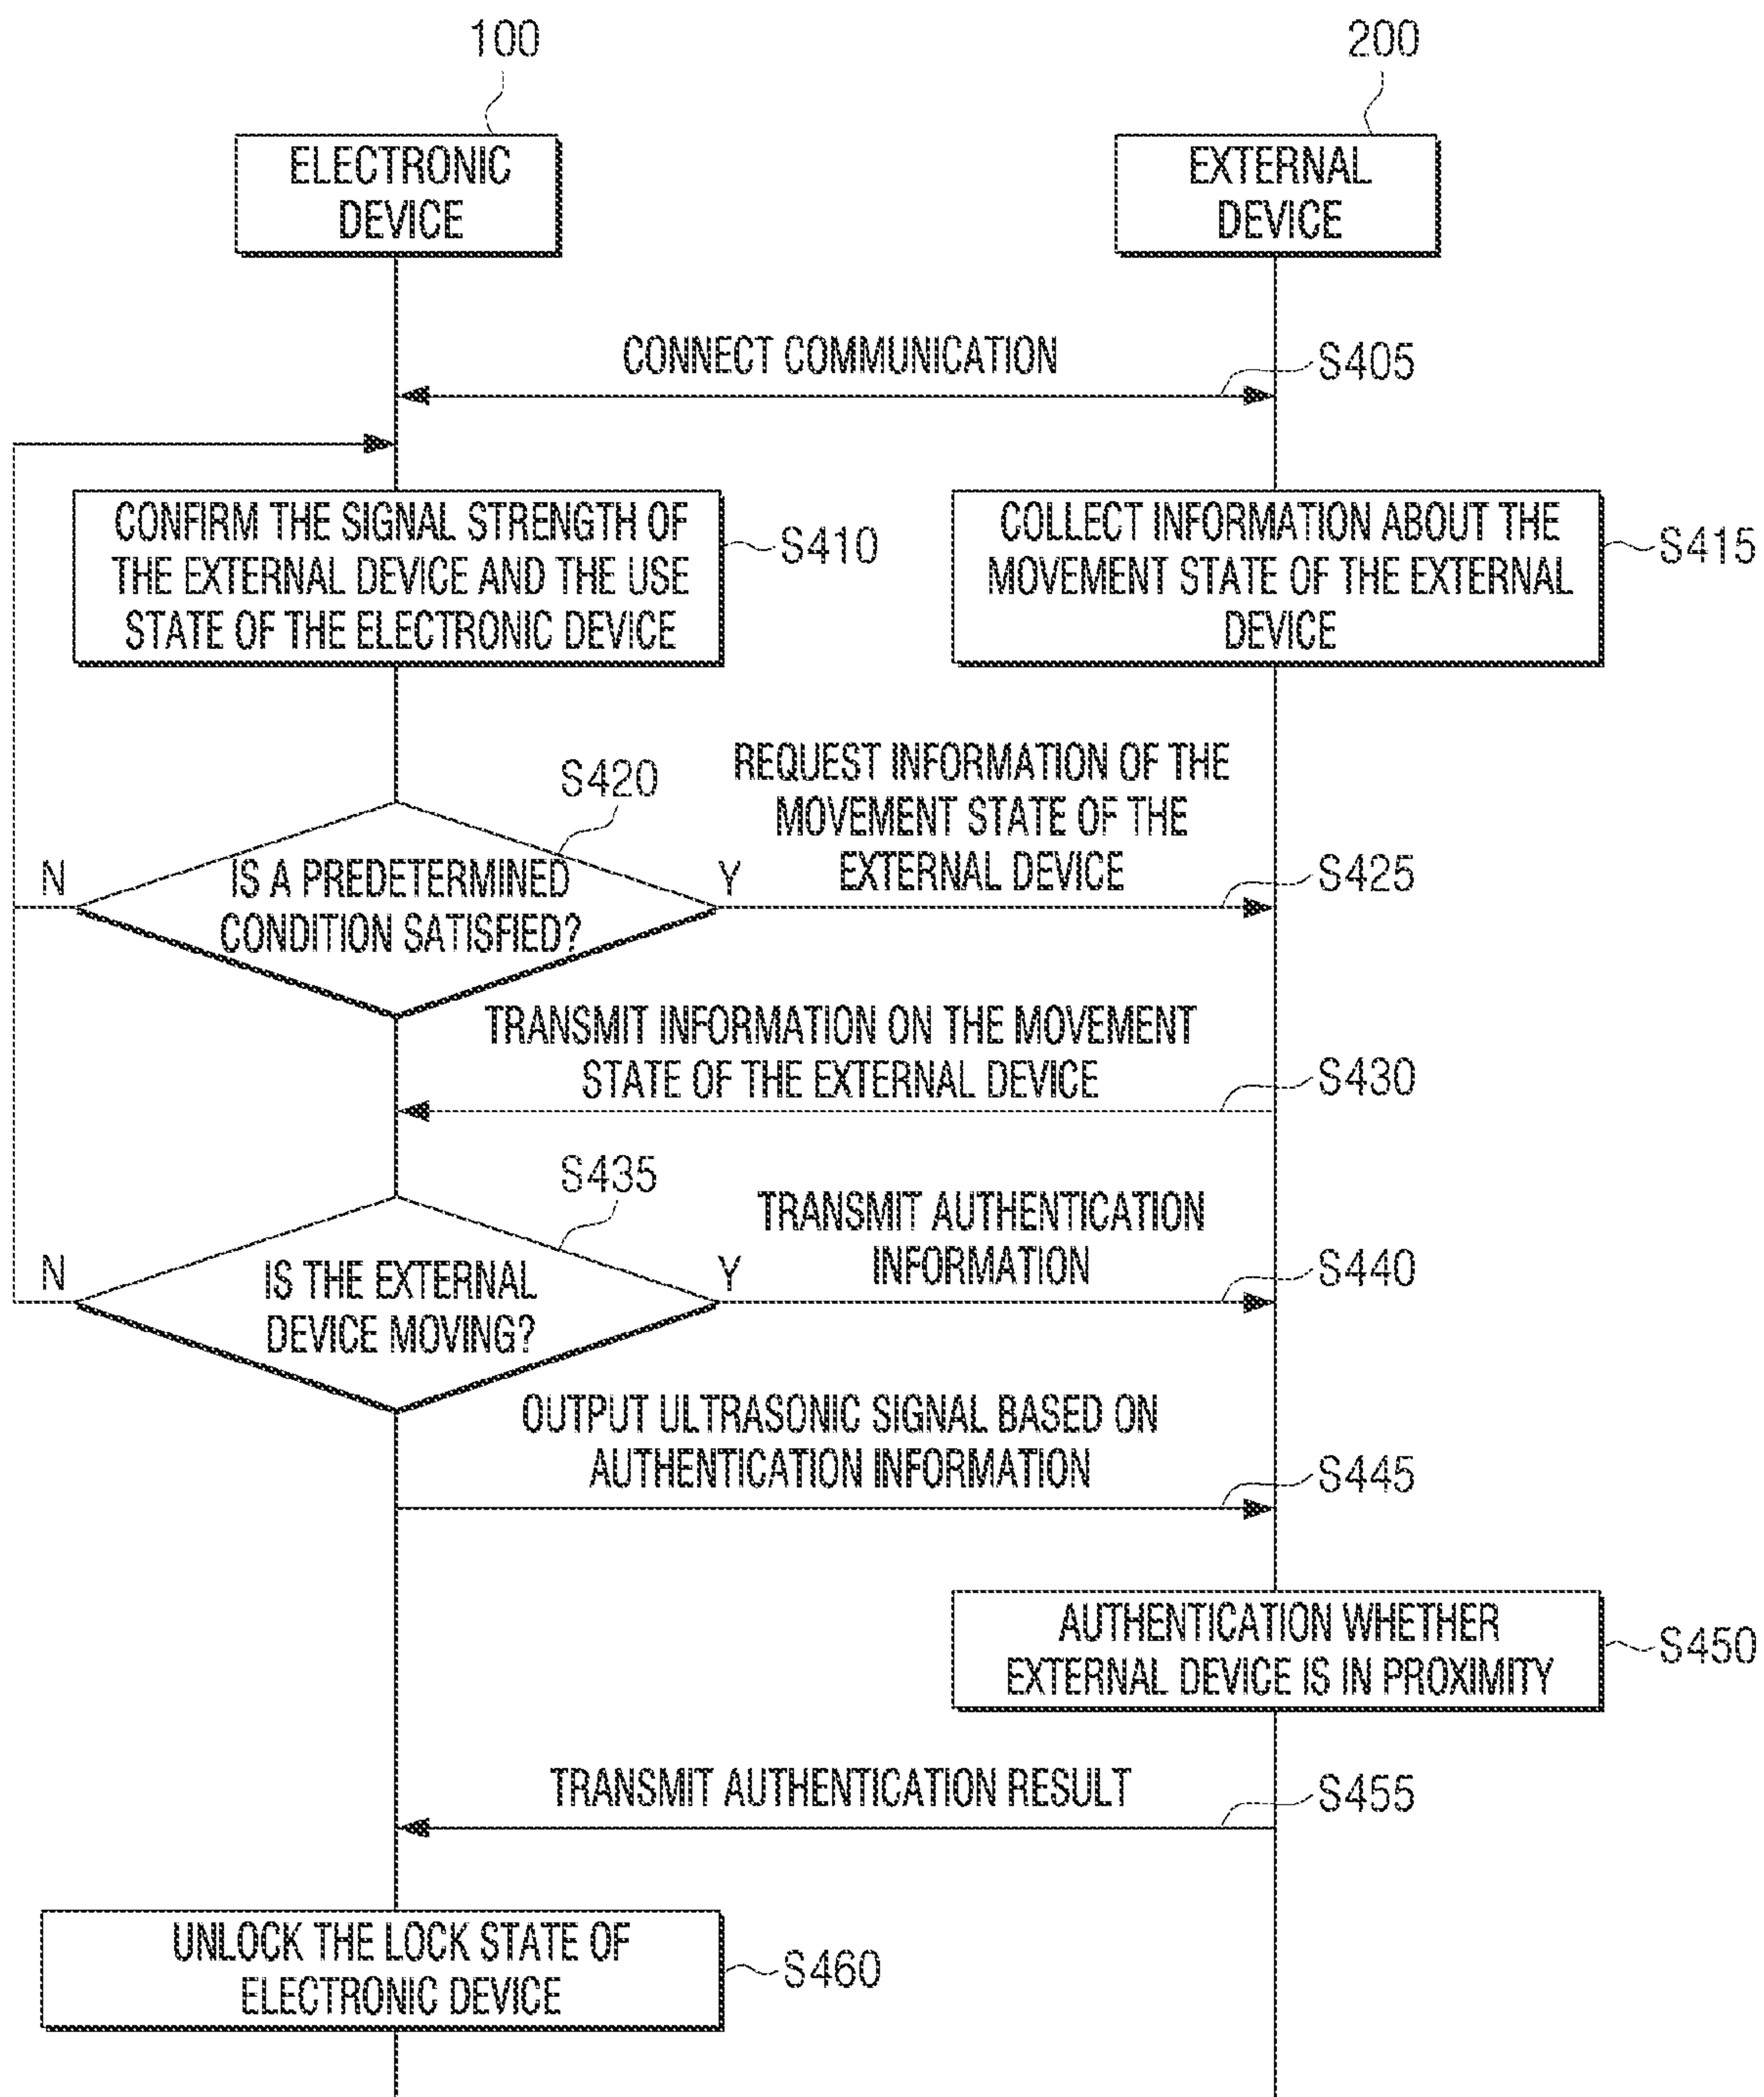 100
200
ELECTRONIC
DEVICE
EXTERNAL
DEVICE
CONNECT COMMUNICATION
S405
CONFIRM THE SIGNAL STRENGTH OF
THE EXTERNAL DEVICE AND THE USE
STATE OF THE ELECTRONIC DEVICE
S410
COLLECT INFORMATION ABOUT THE
MOVEMENT STATE OF THE EXTERNAL
DEVICE
S415
S420
REQUEST INFORMATION OF THE
MOVEMENT STATE OF THE
EXTERNAL DEVICE
S425
N
IS A PREDETERMINED
CONDITION SATISFIED?
Y
TRANSMIT INFORMATION ON THE MOVEMENT
STATE OF THE EXTERNAL DEVICE
S430
S435
TRANSMIT AUTHENTICATION
INFORMATION
S440
N
IS THE EXTERNAL
DEVICE MOVING?
Y
OUTPUT ULTRASONIC SIGNAL BASED ON
AUTHENTICATION INFORMATION
S445
AUTHENTICATION WHETHER
EXTERNAL DEVICE IS IN PROXIMITY
S450
TRANSMIT AUTHENTICATION RESULT
S455
UNLOCK THE LOCK STATE OF
ELECTRONIC DEVICE
S460